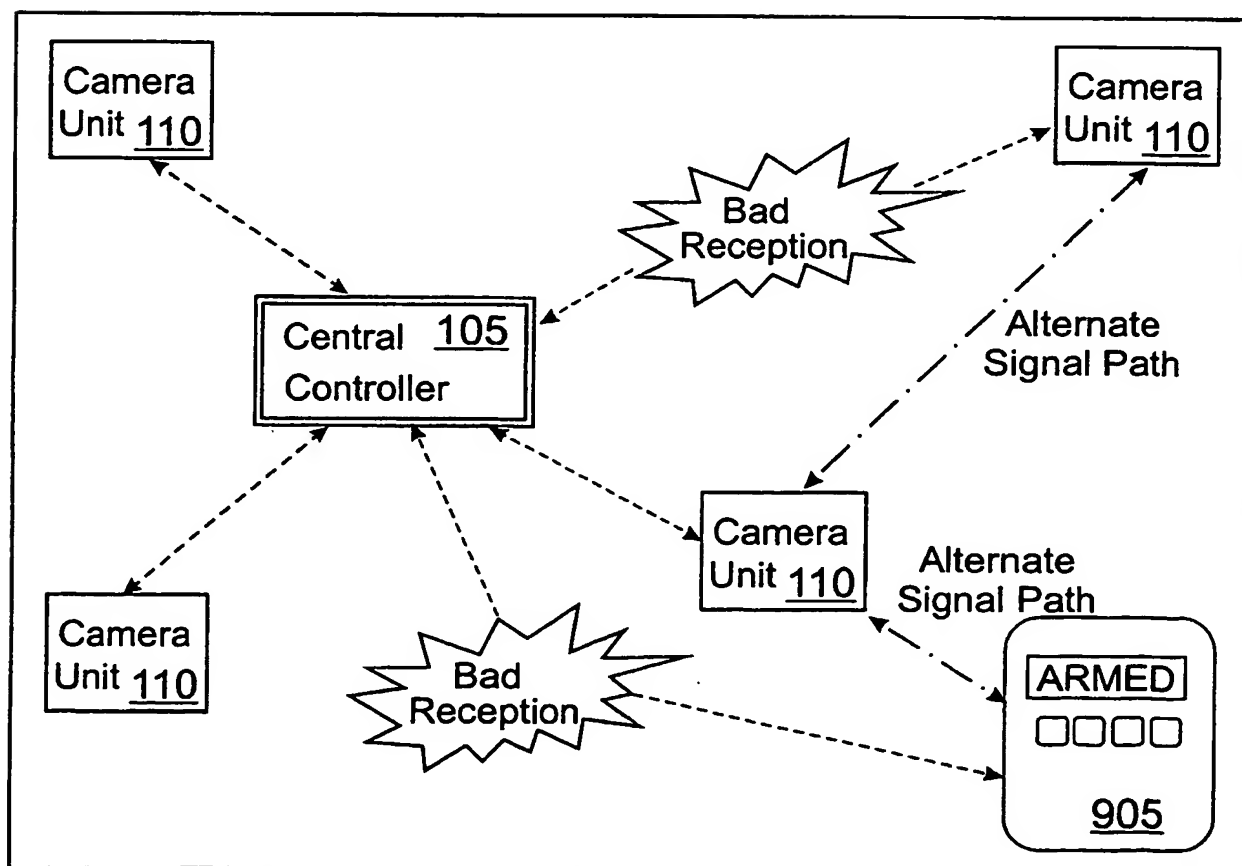 Camera
Unit 110
Camera
Unit 110
Bad
Reception
Central 105
Controller
Alternate
Signal Path
Camera
Unit 110
Alternate
Signal Path
Camera
Unit 110
Bad
Reception
ARMED
905